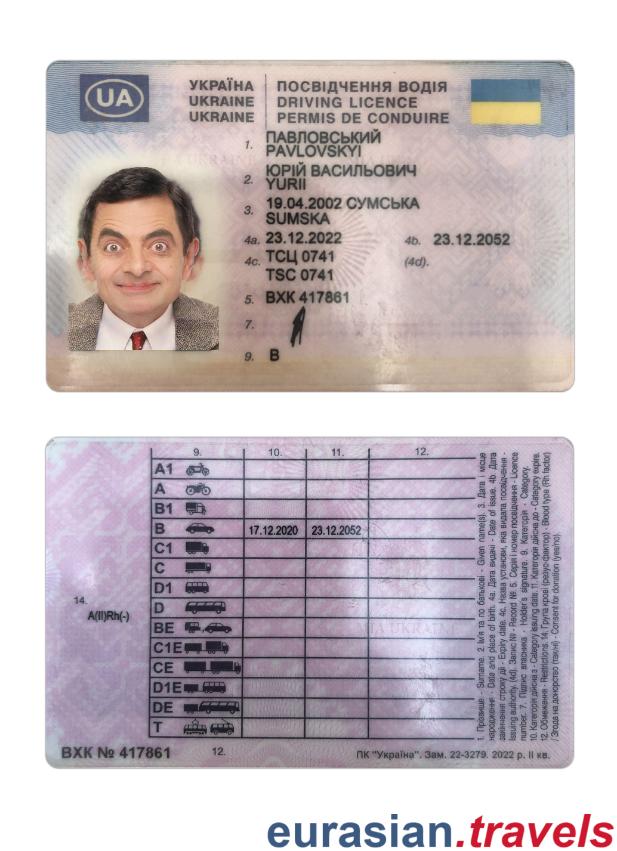 UA
УКРАЇНА ПОСВІДЧЕННЯ ВОДІЯ
UKRAINE DRIVING LICENCE
UKRAINE PERMIS DE CONDUIRE
1. ПАВЛОВСЬКИЙ
PAVLOVSKYI
2. ЮРІЙ ВАСИЛЬОВИЧ
YURII
3. 19.04.2002 СУМСЬКА
SUMSKA
4a. 23.12.2022 4b. 23.12.2052
4c. ТСЦ 0741 (4d).
TSC 0741
5. ВХК 417861
7.
9. B
9. 10. 11. 12.
A1
A
B1
B 17.12.2020 23.12.2052
C1
C
D1
D
BE
C1E
CE
D1E
DE
T
14.
A(II)Rh(-)
1. Прізвище - Surname. 2. Ім'я та по батькові - Given name(s). 3. Дата і місце
народження - Date and place of birth. 4a. Дата видачі - Date of issue. 4b. Дата
закінчення строку дії - Expiry date. 4c. Назва установи, яка видала посвідчення -
Issuing authority. (4d). Запис № - Record № 5. Серія і номер посвідчення - Licence
number. 7. Підпис власника - Holder's signature. 9. Категорія - Category.
10. Категорія дійсна з - Category issuing date. 11. Категорія дійсна до - Category expire.
12. Обмеження - Restrictions. 14. Група крові (резус-фактор) - Blood type (Rh factor)
/ Згода на донорство (так/ні) - Consent for donation (yes/no).
ВХК № 417861 12. ПК "Україна". Зам. 22-3279. 2022 р. II кв.
eurasian.travels